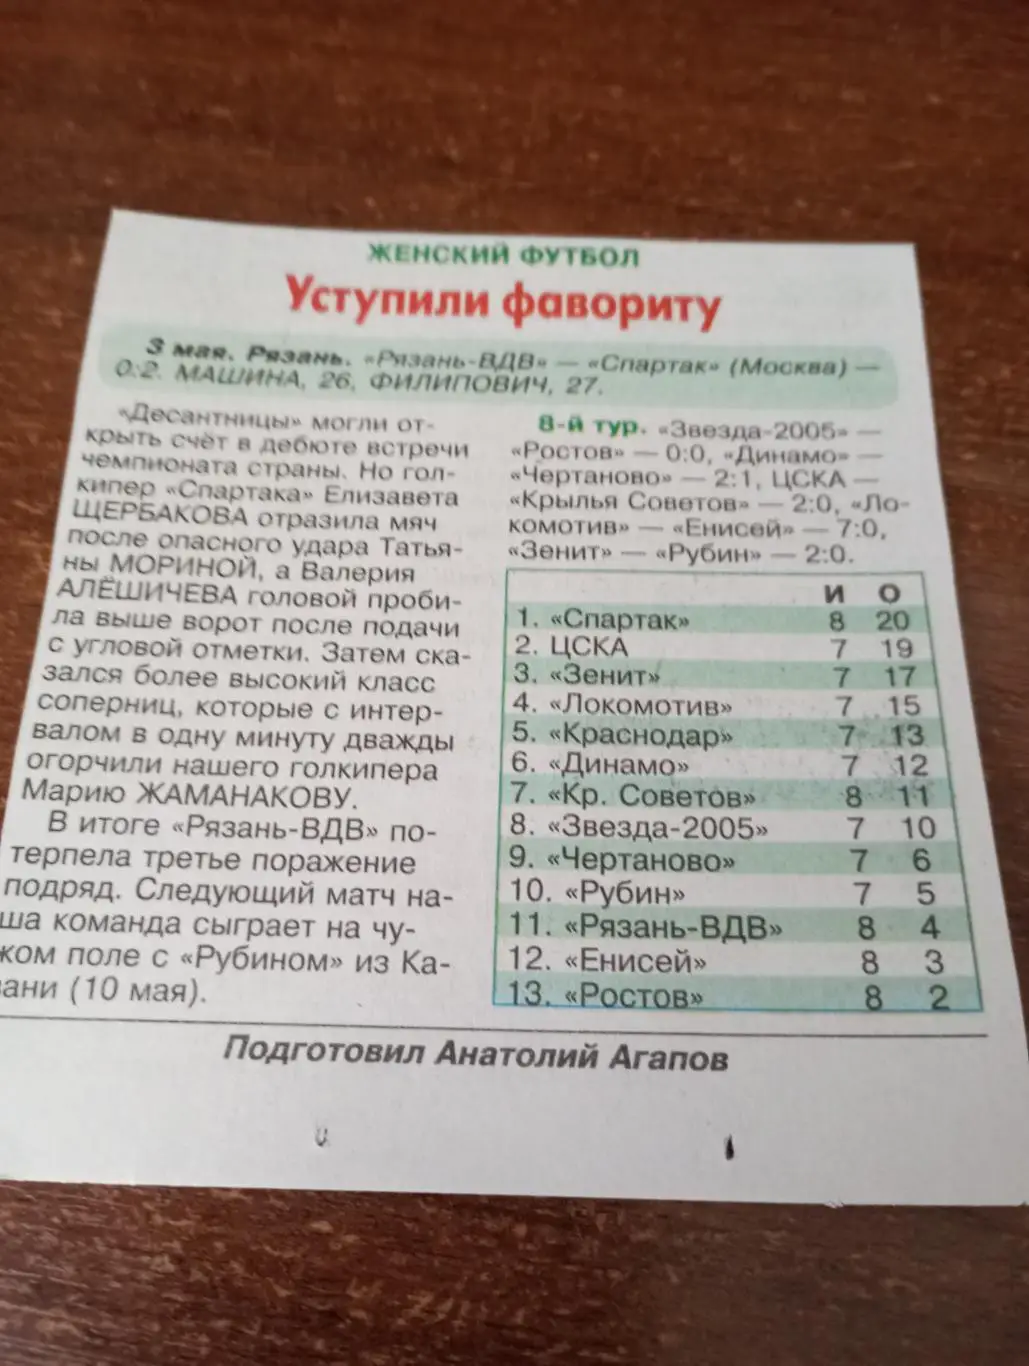 ЖЕНСКИЙ ФУТБОЛ
Уступили фавориту
3 мая. Рязань. «Рязань-ВДВ» — «Спартак» (Москва) —
0:2. МАШИНА, 26, ФИЛИПОВИЧ, 27.
«Десантницы» могли от-
крыть счёт в дебюте встречи
чемпионата страны. Но гол-
кипер «Спартака» Елизавета
ЩЕРБАКОВА отразила мяч
после опасного удара Татья-
ны МОРИНОЙ, а Валерия
АЛЁШИЧЕВА головой проби-
ла выше ворот после подачи
с угловой отметки. Затем ска-
зался более высокий класс
соперниц, которые с интер-
валом в одну минуту дважды
огорчили нашего голкипера
Марию ЖАМАНАКОВУ.
В итоге «Рязань-ВДВ» по-
терпела третье поражение
подряд. Следующий матч на-
ша команда сыграет на чу-
жом поле с «Рубином» из Ка-
зани (10 мая).
8-й тур. «Звезда-2005» —
«Ростов» — 0:0, «Динамо» —
«Чертаново» — 2:1, ЦСКА —
«Крылья Советов» — 2:0, «Ло-
комотив» — «Енисей» — 7:0,
«Зенит» — «Рубин» — 2:0.
И О
1. «Спартак» 8 20
2. ЦСКА 7 19
3. «Зенит» 7 17
4. «Локомотив» 7 15
5. «Краснодар» 7 13
6. «Динамо» 7 12
7. «Кр. Советов» 8 11
8. «Звезда-2005» 7 10
9. «Чертаново» 7 6
10. «Рубин» 7 5
11. «Рязань-ВДВ» 8 4
12. «Енисей» 8 3
13. «Ростов» 8 2
Подготовил Анатолий Агапов